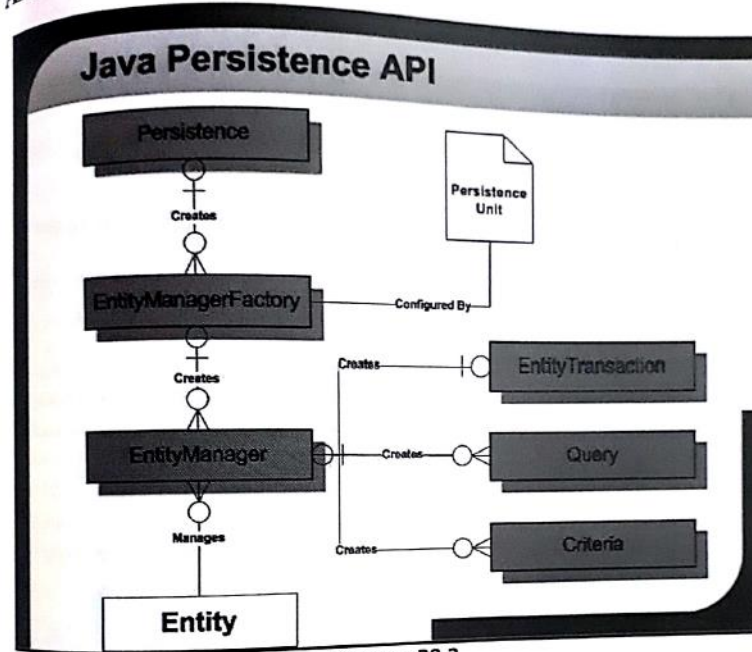 Java Persistence API
Persistence
Creates
Persistence
Unit
EntityManagerFactory
Configured By
Creates
Creates
EntityTransaction
EntityManager
Creates
Query
Manages
Creates
Criteria
Entity